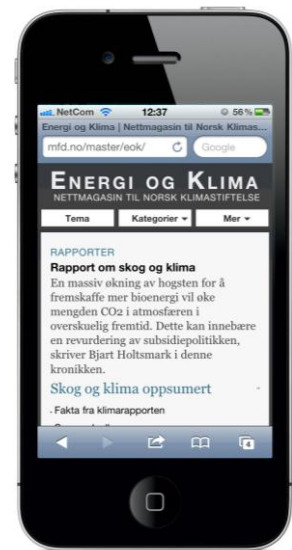 NetCom 12:37 56 %
Energi og Klima | Nettmagasin til Norsk Klimas...
mfd.no/master/eok/ Google
ENERGI OG KLIMA
NETTMAGASIN TIL NORSK KLIMASTIFTELSE
Tema Kategorier Mer
RAPPORTER
Rapport om skog og klima
En massiv økning av hogsten for å
fremskaffe mer bioenergi vil øke
mengden CO2 i atmosfæren i
overskuelig fremtid. Dette kan innebære
en revurdering av subsidiepolitikken,
skriver Bjart Holtsmark i denne
kronikken.
Skog og klima oppsumert
Fakta fra klimarapporten
4